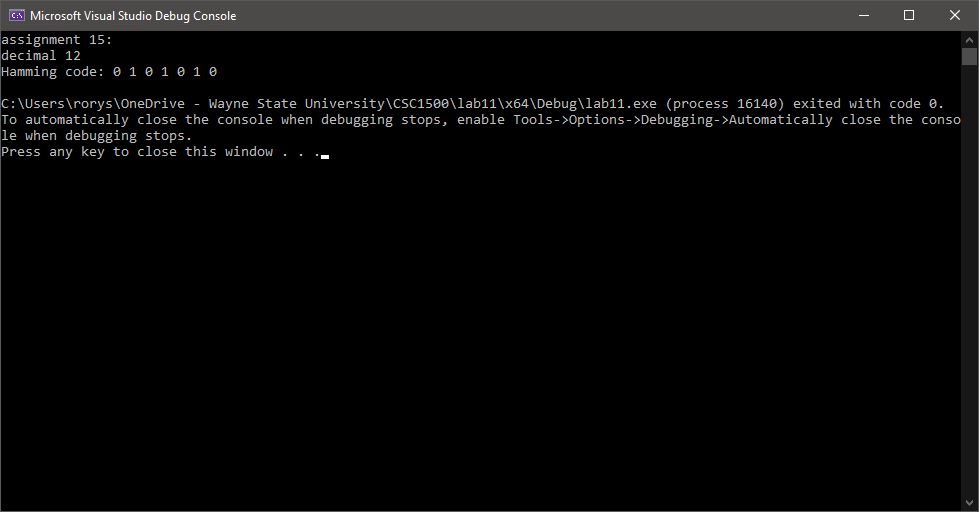 Microsoft Visual Studio Debug Console
assignment 15:
decimal 12
Hamming code: 0 1 0 1 0 1 0
C:\Users\rorys\OneDrive - Wayne State University\CSC1500\lab11\x64\Debug\lab11.exe (process 16140) exited with code 0.
To automatically close the console when debugging stops, enable Tools->Options->Debugging->Automatically close the conso
le when debugging stops.
Press any key to close this window . . .